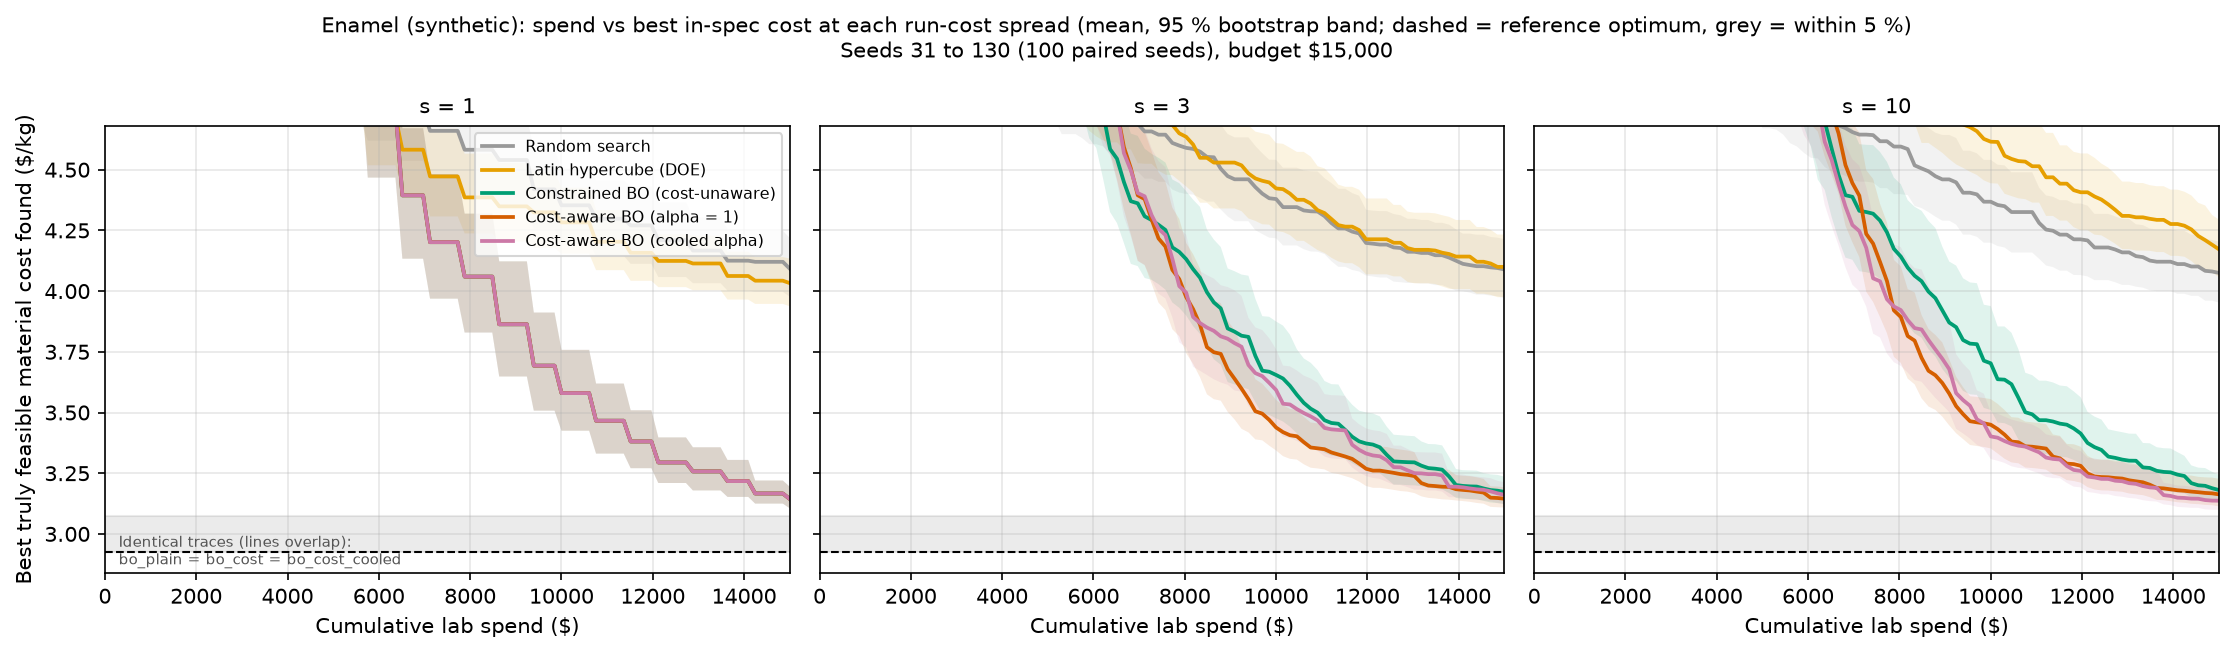 Enamel (synthetic): spend vs best in-spec cost at each run-cost spread (mean, 95 % bootstrap band; dashed = reference optimum, grey = within 5 %)
Seeds 31 to 130 (100 paired seeds), budget $15,000
s = 1
s = 3
s = 10
Best truly feasible material cost found ($/kg)
4.50
4.25
4.00
3.75
3.50
3.25
3.00
Random search
Latin hypercube (DOE)
Constrained BO (cost-unaware)
Cost-aware BO (alpha = 1)
Cost-aware BO (cooled alpha)
Identical traces (lines overlap):
bo_plain = bo_cost = bo_cost_cooled
0 2000 4000 6000 8000 10000 12000 14000
0 2000 4000 6000 8000 10000 12000 14000
0 2000 4000 6000 8000 10000 12000 14000
Cumulative lab spend ($)
Cumulative lab spend ($)
Cumulative lab spend ($)